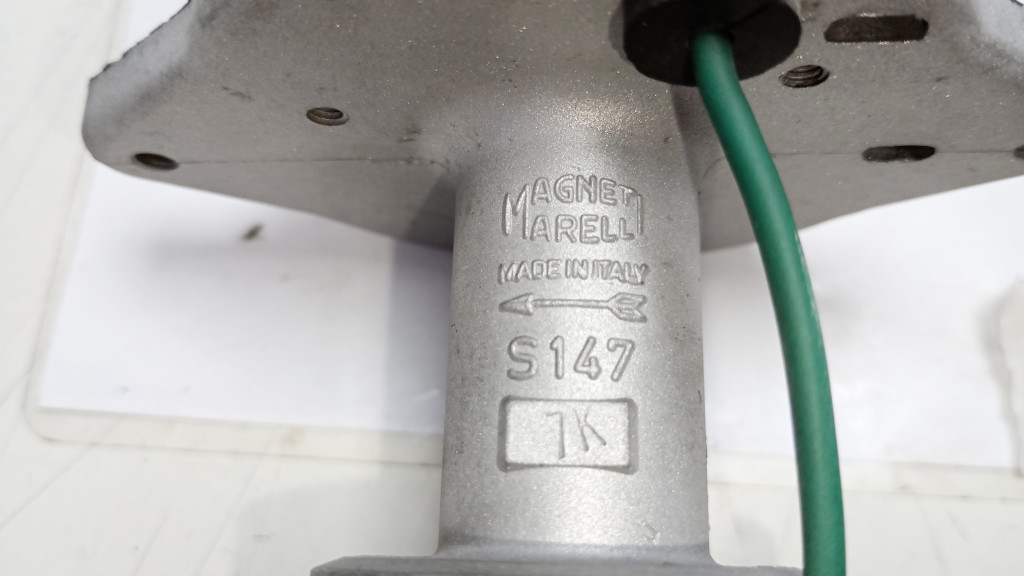 MAGNETI
MARELLI
MADE IN ITALY
S147
7K